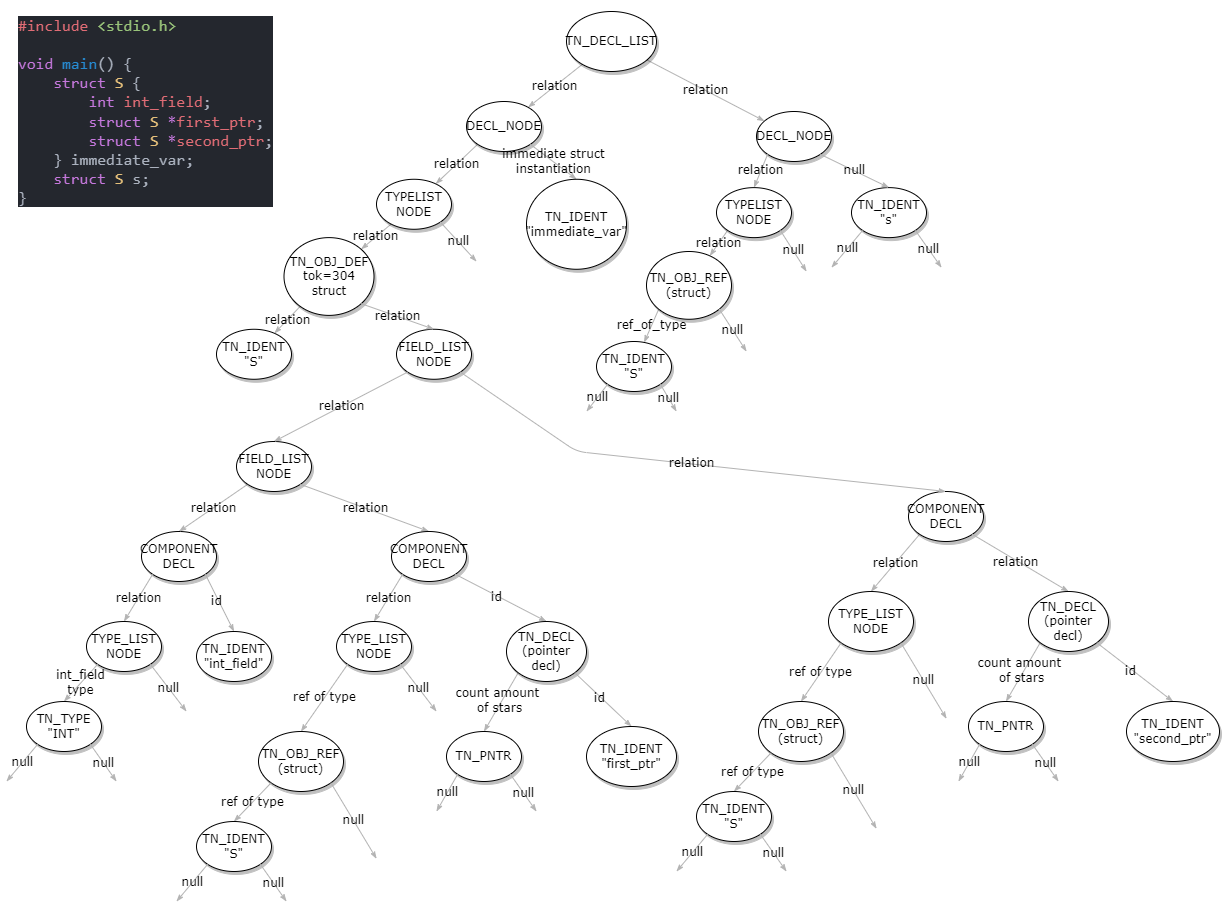 #include <stdio.h>
void main() {
struct S {
int int_field;
struct S *first_ptr;
struct S *second_ptr;
} immediate_var;
struct S s;
}
TN_DECL_LIST
relation
relation
DECL_NODE
DECL_NODE
relation
immediate struct
instantiation
relation
null
TYPELIST
NODE
TN_IDENT
"immediate_var"
TYPELIST
NODE
TN_IDENT
"s"
relation
null
relation
null
null
null
TN_OBJ_DEF
tok=304
struct
TN_OBJ_REF
(struct)
relation
relation
ref_of_type
null
TN_IDENT
"S"
FIELD_LIST
NODE
TN_IDENT
"S"
null
null
relation
relation
FIELD_LIST
NODE
relation
relation
COMPONENT
DECL
COMPONENT
DECL
COMPONENT
DECL
relation
id
relation
id
relation
relation
TYPE_LIST
NODE
TN_IDENT
"int_field"
TYPE_LIST
NODE
TN_DECL
(pointer
decl)
TYPE_LIST
NODE
TN_DECL
(pointer
decl)
int_field
type
null
ref of type
null
count amount
of stars
id
ref of type
null
count amount
of stars
id
TN_TYPE
"INT"
TN_OBJ_REF
(struct)
TN_PNTR
TN_IDENT
"first_ptr"
TN_OBJ_REF
(struct)
TN_PNTR
TN_IDENT
"second_ptr"
null
null
ref of type
null
null
null
ref of type
null
null
null
TN_IDENT
"S"
TN_IDENT
"S"
null
null
null
null